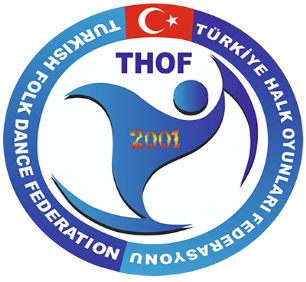 TURKISH FOLK DANCE FEDERATION
TÜRKİYE HALK OYUNLARI FEDERASYONU
THOF
2001